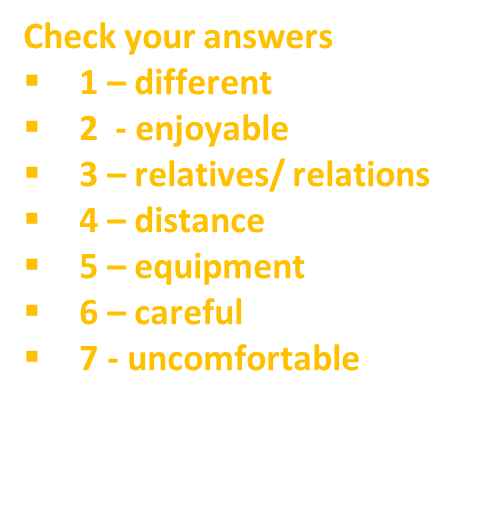 Check your answers
▪ 1 – different
▪ 2  - enjoyable
▪ 3 – relatives/ relations
▪ 4 – distance
▪ 5 – equipment
▪ 6 – careful
▪ 7 - uncomfortable